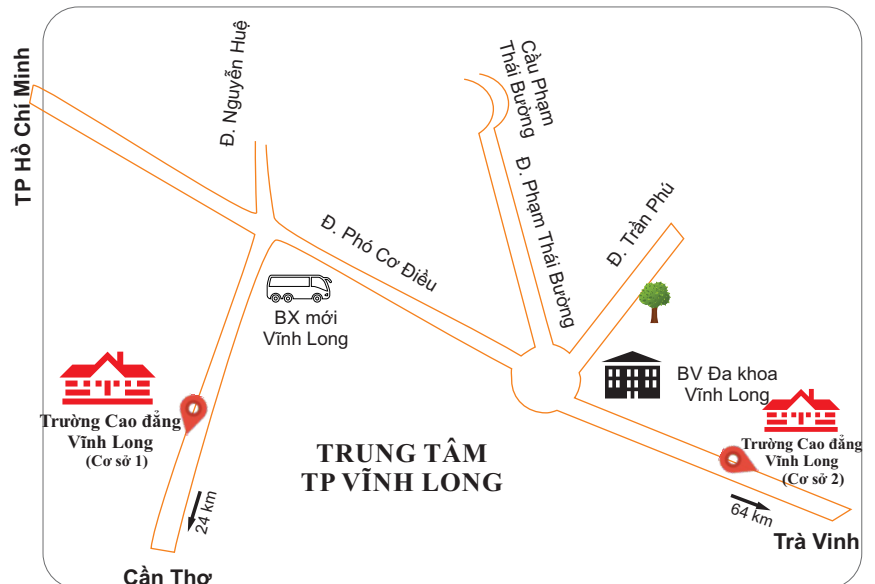 TP Hồ Chí Minh
Đ. Nguyễn Huệ
Cầu Phạm
Thái Bường
Đ. Phạm Thái Bường
Đ. Trần Phú
Đ. Phó Cơ Điều
BX mới
Vĩnh Long
BV Đa khoa
Vĩnh Long
Trường Cao đẳng
Vĩnh Long
(Cơ sở 1)
Trường Cao đẳng
Vĩnh Long
(Cơ sở 2)
TRUNG TÂM
TP VĨNH LONG
24 km
64 km
Trà Vinh
Cần Thơ